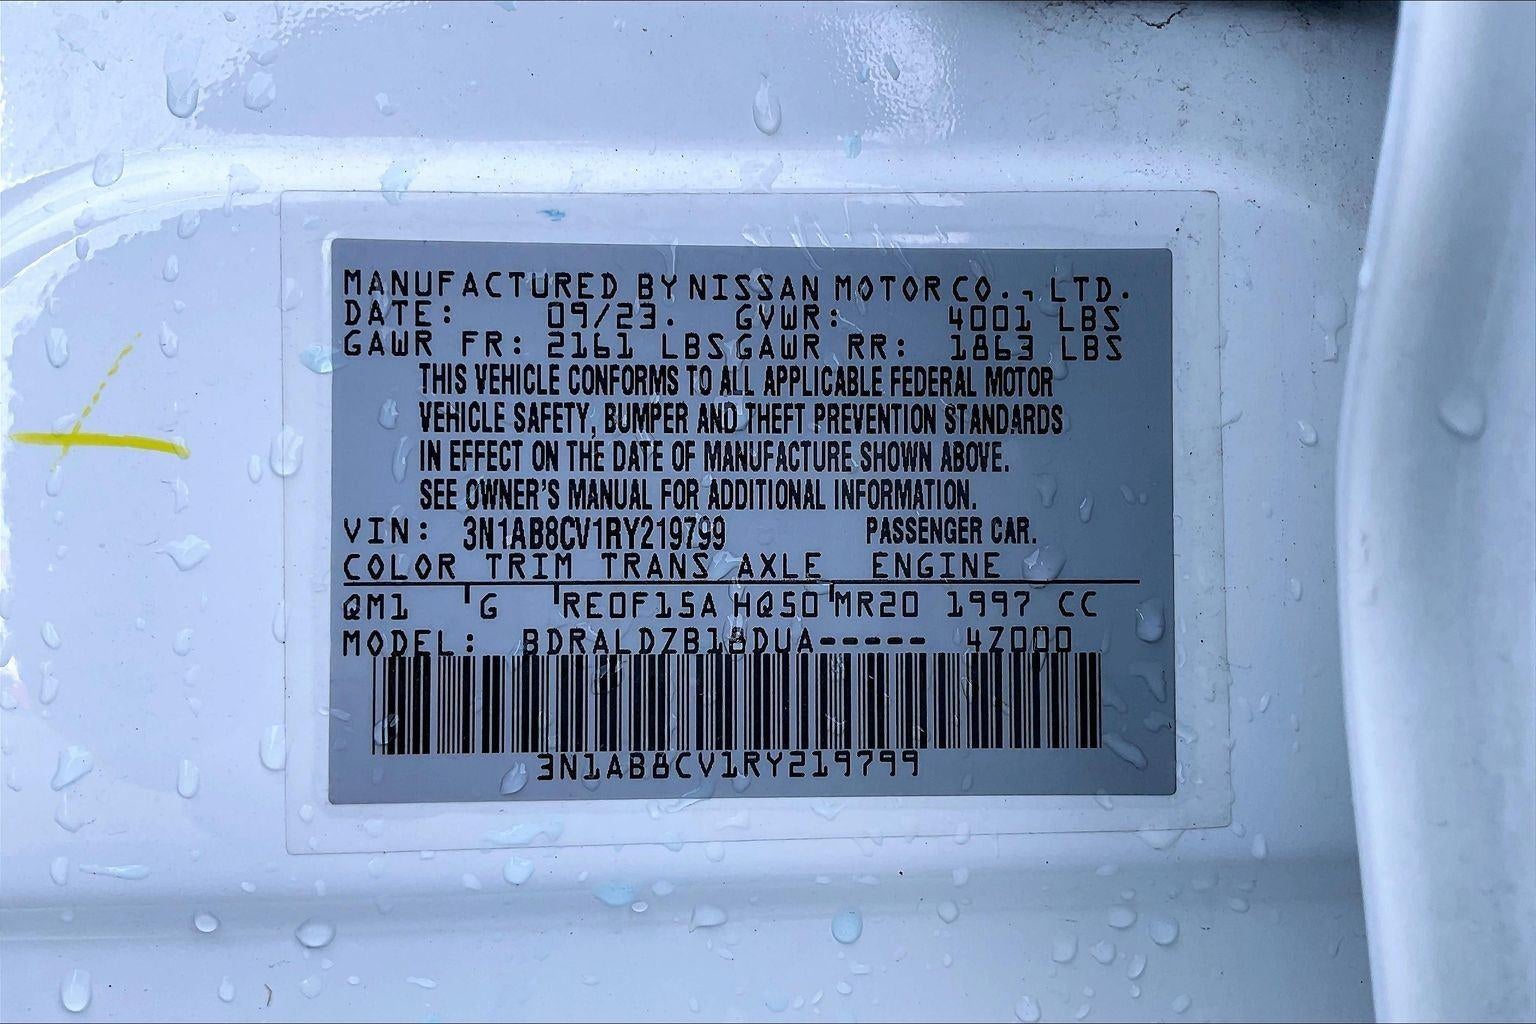 MANUFACTURED BY NISSAN MOTOR CO., LTD.
DATE: 09/23. GVWR: 4001 LBS
GAWR FR: 2161 LBS GAWR RR: 1863 LBS
THIS VEHICLE CONFORMS TO ALL APPLICABLE FEDERAL MOTOR
VEHICLE SAFETY, BUMPER AND THEFT PREVENTION STANDARDS
IN EFFECT ON THE DATE OF MANUFACTURE SHOWN ABOVE.
SEE OWNER'S MANUAL FOR ADDITIONAL INFORMATION.
VIN: 3N1AB8CV1RY219799 PASSENGER CAR.
COLOR TRIM TRANS AXLE ENGINE
QM1 G RE0F15A HQ50 MR20 1997 CC
MODEL: BDRALDZB18DUA----- 4Z000
3N1AB8CV1RY219799